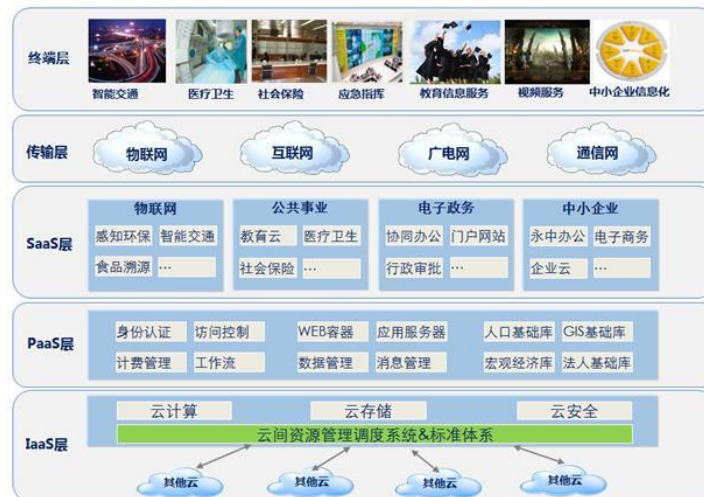 终端层
智能交通 医疗卫生 社会保险 应急指挥 教育信息服务 视频服务 中小企业信息化
传输层
物联网 互联网 广电网 通信网
SaaS层
物联网 公共事业 电子政务 中小企业
感知环保 智能交通 教育云 医疗卫生 协同办公 门户网站 永中办公 电子商务
食品溯源 … 社会保险 … 行政审批 … 企业云 …
PaaS层
身份认证 访问控制 WEB容器 应用服务器 人口基础库 GIS基础库
计费管理 工作流 数据管理 消息管理 宏观经济库 法人基础库
IaaS层
云计算 云存储 云安全
云间资源管理调度系统&标准体系
其他云 其他云 其他云 其他云